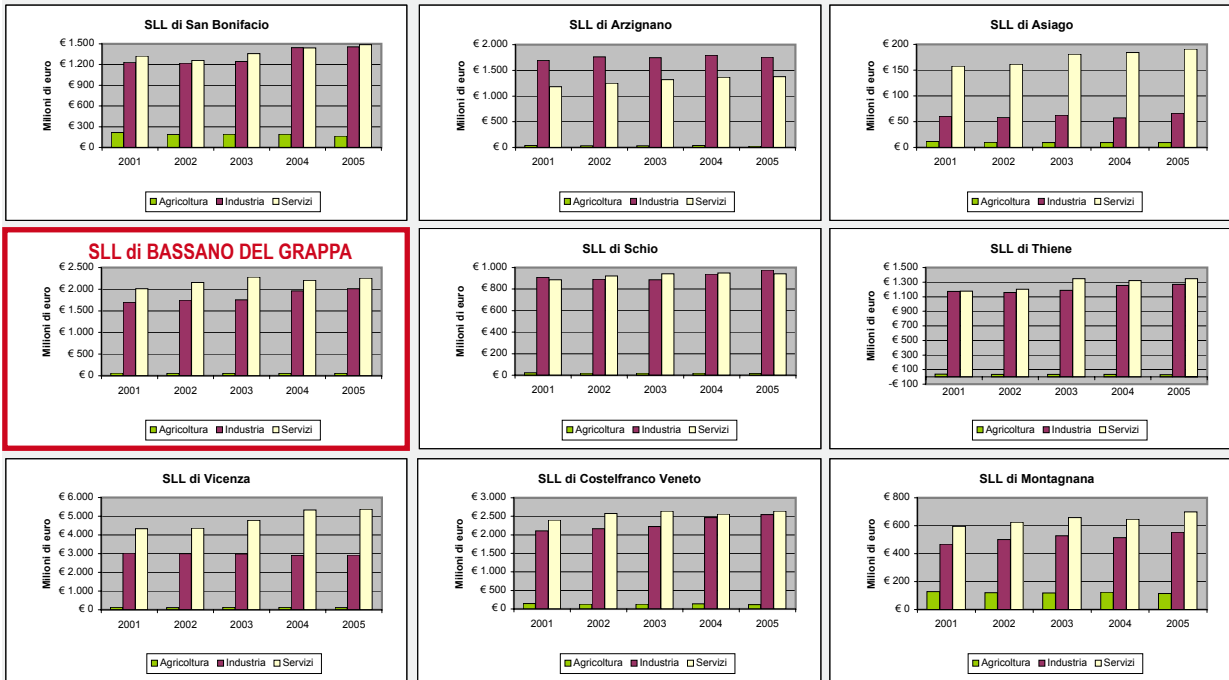 SLL di San Bonifacio
Milioni di euro
€ 1.500
€ 1.200
€ 900
€ 600
€ 300
€ 0
2001 2002 2003 2004 2005
Agricoltura Industria Servizi
SLL di Arzignano
Milioni di euro
€ 2.000
€ 1.500
€ 1.000
€ 500
€ 0
2001 2002 2003 2004 2005
Agricoltura Industria Servizi
SLL di Asiago
Milioni di euro
€ 200
€ 150
€ 100
€ 50
€ 0
2001 2002 2003 2004 2005
Agricoltura Industria Servizi
SLL di BASSANO DEL GRAPPA
Milioni di euro
€ 2.500
€ 2.000
€ 1.500
€ 1.000
€ 500
€ 0
2001 2002 2003 2004 2005
Agricoltura Industria Servizi
SLL di Schio
Milioni di euro
€ 1.000
€ 800
€ 600
€ 400
€ 200
€ 0
2001 2002 2003 2004 2005
Agricoltura Industria Servizi
SLL di Thiene
Milioni di euro
€ 1.500
€ 1.300
€ 1.100
€ 900
€ 700
€ 500
€ 300
€ 100
-€ 100
2001 2002 2003 2004 2005
Agricoltura Industria Servizi
SLL di Vicenza
Milioni di euro
€ 6.000
€ 5.000
€ 4.000
€ 3.000
€ 2.000
€ 1.000
€ 0
2001 2002 2003 2004 2005
Agricoltura Industria Servizi
SLL di Costelfranco Veneto
Milioni di euro
€ 3.000
€ 2.500
€ 2.000
€ 1.500
€ 1.000
€ 500
€ 0
2001 2002 2003 2004 2005
Agricoltura Industria Servizi
SLL di Montagnana
Milioni di euro
€ 800
€ 600
€ 400
€ 200
€ 0
2001 2002 2003 2004 2005
Agricoltura Industria Servizi